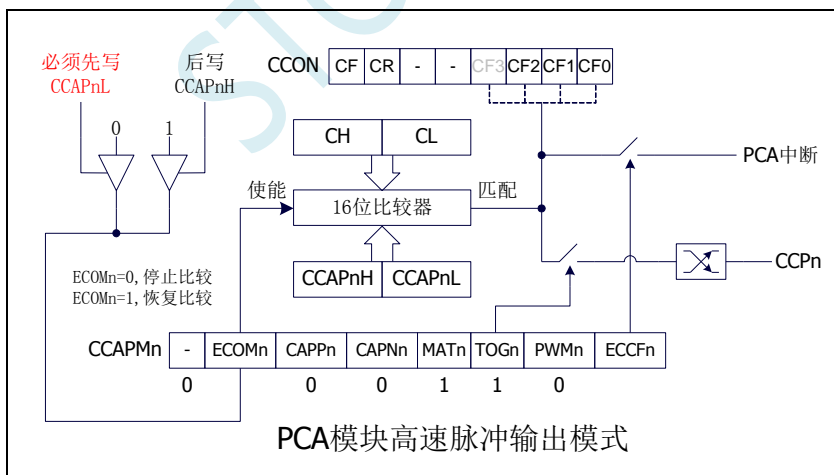 STC
必须先写
CCAPnL
后写
CCAPnH
CCON CF CR - - CF3 CF2 CF1 CF0
0 1
CH CL
PCA中断
使能
16位比较器
匹配
CCPn
CCAPnH CCAPnL
ECOMn=0,停止比较
ECOMn=1,恢复比较
CCAPMn - ECOMn CAPPn CAPNn MATn TOGn PWMn ECCFn
0 0 0 1 1 0
PCA模块高速脉冲输出模式